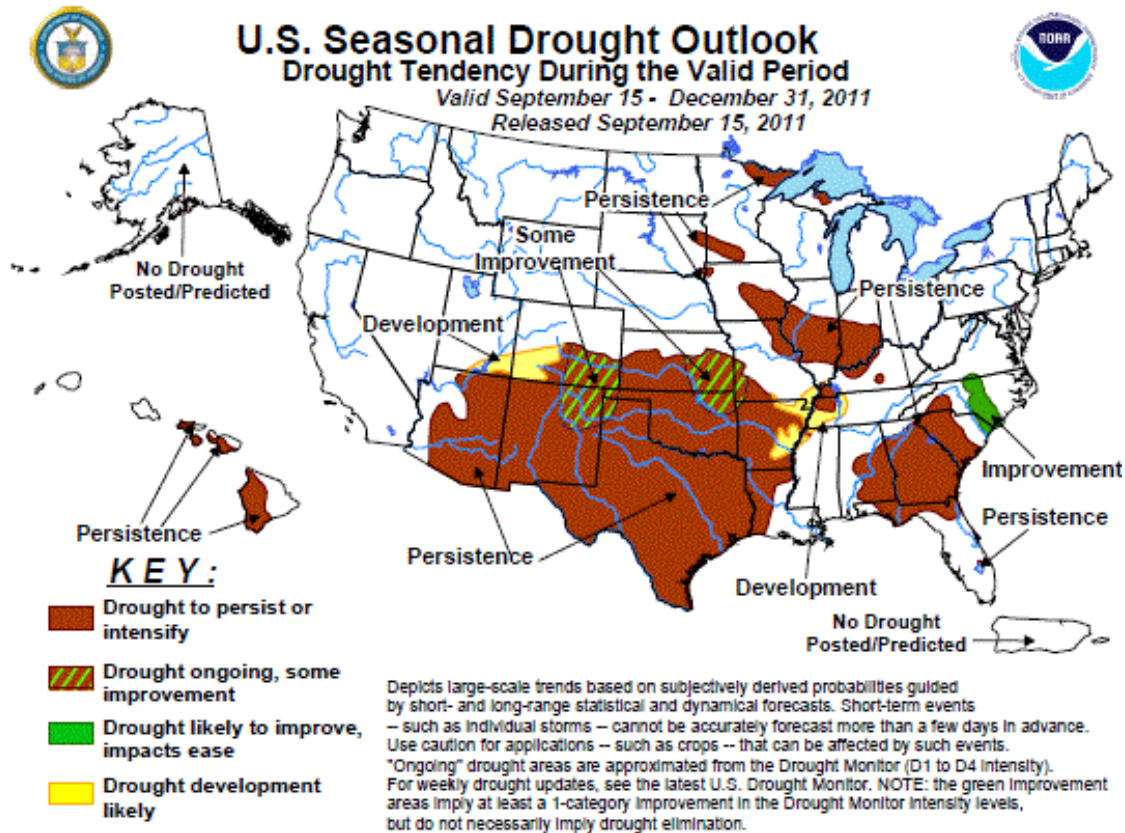 U.S. Seasonal Drought Outlook
Drought Tendency During the Valid Period
Valid September 15 - December 31, 2011
Released September 15, 2011
NOAA
No Drought
Posted/Predicted
Persistence
Some
Improvement
Development
Persistence
Improvement
Persistence
Persistence
Persistence
Development
No Drought
Posted/Predicted
KEY:
Drought to persist or
intensify
Drought ongoing, some
improvement
Drought likely to improve,
impacts ease
Drought development
likely
Depicts large-scale trends based on subjectively derived probabilities guided
by short- and long-range statistical and dynamical forecasts. Short-term events
-- such as individual storms -- cannot be accurately forecast more than a few days in advance.
Use caution for applications -- such as crops -- that can be affected by such events.
"Ongoing" drought areas are approximated from the Drought Monitor (D1 to D4 intensity).
For weekly drought updates, see the latest U.S. Drought Monitor. NOTE: the green improvement
areas imply at least a 1-category improvement in the Drought Monitor intensity levels,
but do not necessarily imply drought elimination.